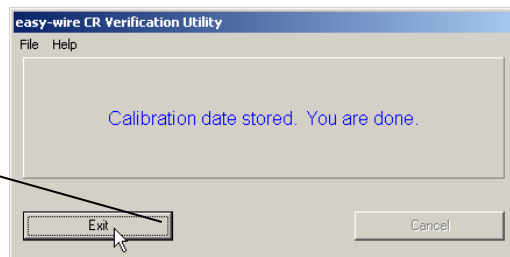 easy-wire CR Verification Utility
File Help
Calibration date stored. You are done.
Exit Cancel